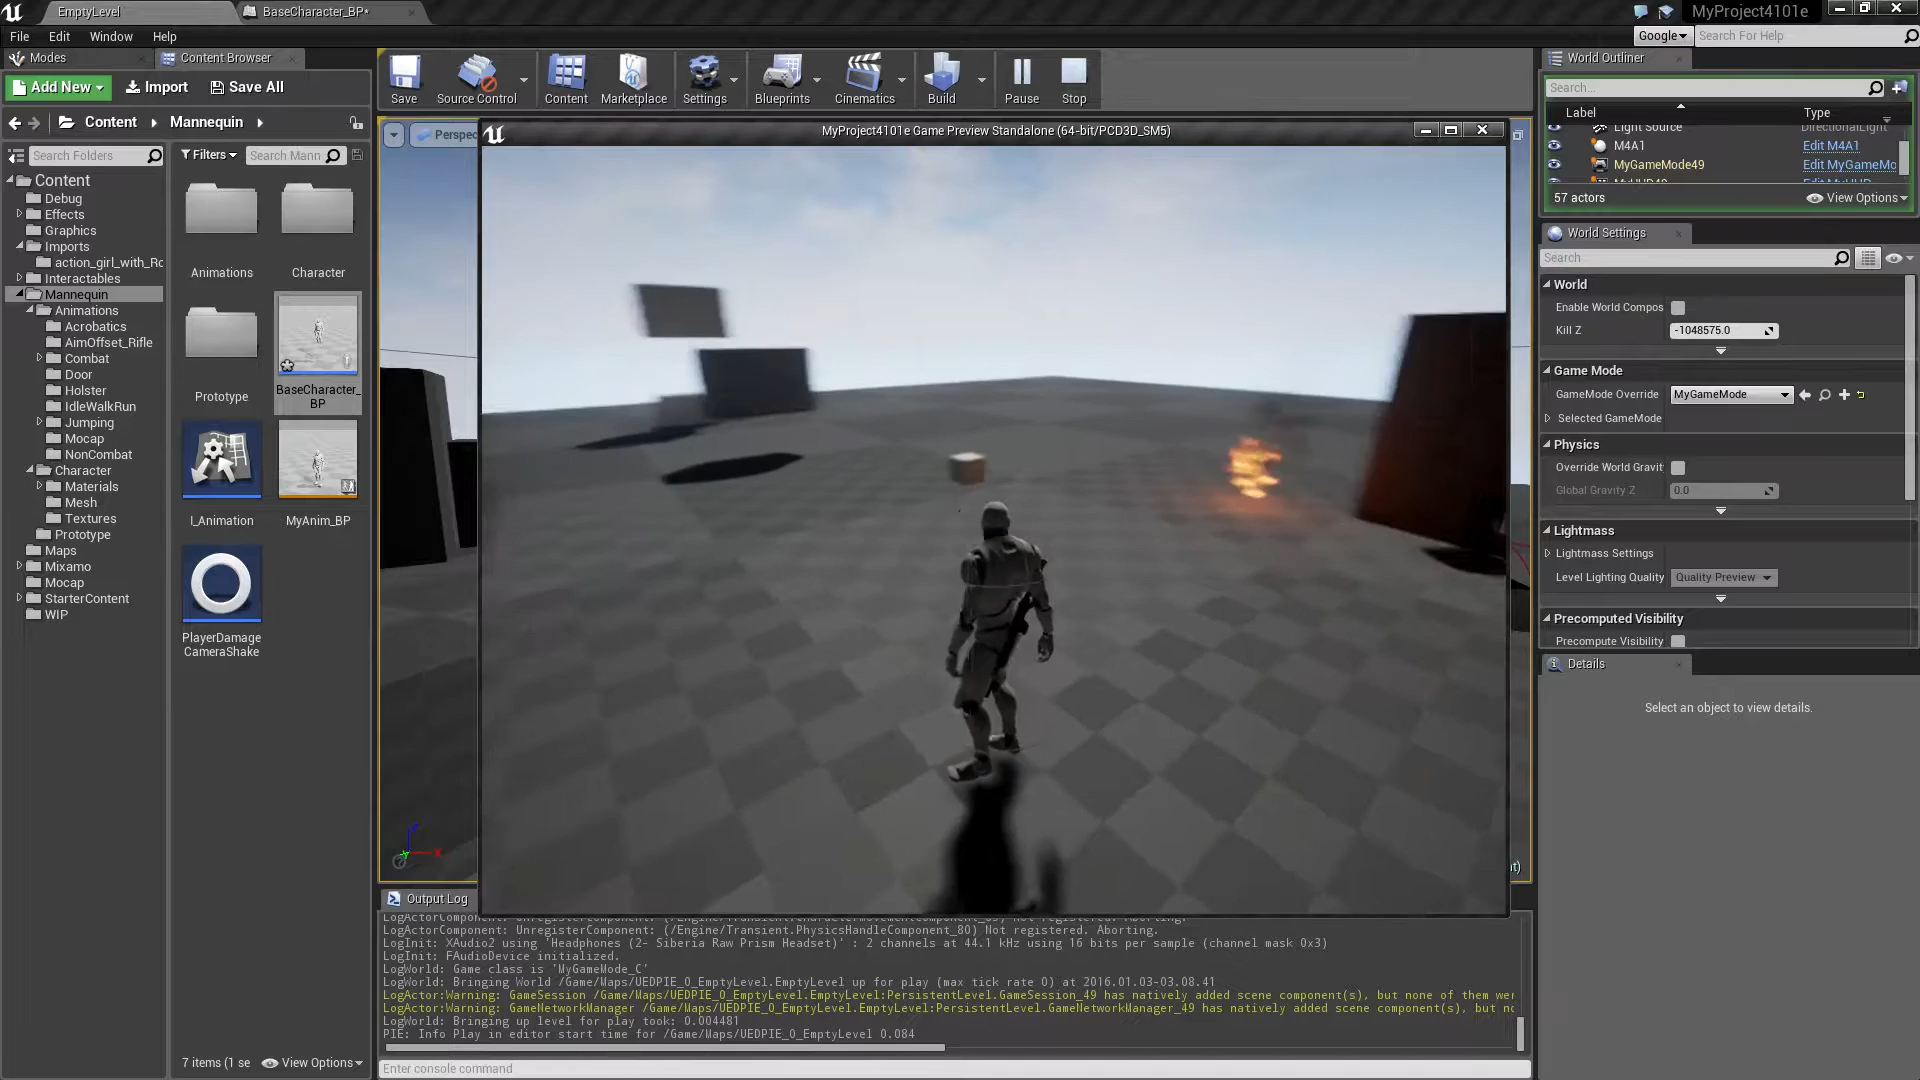 EmptyLevel
BaseCharacter_BP*
MyProject4101e
File Edit Window Help
Google
Search For Help
Modes
Content Browser
World Outliner
Add New
Import
Save All
Save
Source Control
Content
Marketplace
Settings
Blueprints
Cinematics
Build
Pause
Stop
Search...
Label
Type
Light Source
DirectionalLight
M4A1
Edit M4A1
MyGameMode49
Edit MyGameMo
57 actors
View Options
Content
Mannequin
Search Folders
Filters
Search Mann
Perspec
MyProject4101e Game Preview Standalone (64-bit/PCD3D_SM5)
Content
Debug
Effects
Graphics
Imports
action_girl_with_Ro
Interactables
Mannequin
Animations
Acrobatics
AimOffset_Rifle
Combat
Door
Holster
IdleWalkRun
Jumping
Mocap
NonCombat
Character
Materials
Mesh
Textures
Prototype
Maps
Mixamo
Mocap
StarterContent
WIP
Animations
Character
Prototype
BaseCharacter_
BP
I_Animation
MyAnim_BP
PlayerDamage
CameraShake
7 items (1 se
View Options
World Settings
Search
World
Enable World Compos
Kill Z
-1048575.0
Game Mode
GameMode Override
MyGameMode
Selected GameMode
Physics
Override World Gravit
Global Gravity Z
0.0
Lightmass
Lightmass Settings
Level Lighting Quality
Quality Preview
Precomputed Visibility
Precompute Visibility
Details
Select an object to view details.
Output Log
LogActorComponent: UnregisterComponent: (/Engine/Transient.PhysicsHandleComponent_80) Not registered. Aborting.
LogInit: XAudio2 using 'Headphones (2- Siberia Raw Prism Headset)' : 2 channels at 44.1 kHz using 16 bits per sample (channel mask 0x3)
LogInit: FAudioDevice initialized.
LogWorld: Game class is 'MyGameMode_C'
LogWorld: Bringing World /Game/Maps/UEDPIE_0_EmptyLevel.EmptyLevel up for play (max tick rate 0) at 2016.01.03-03.08.41
LogActor:Warning: GameSession /Game/Maps/UEDPIE_0_EmptyLevel.EmptyLevel:PersistentLevel.GameSession_49 has natively added scene component(s), but none of them wer
LogActor:Warning: GameNetworkManager /Game/Maps/UEDPIE_0_EmptyLevel.EmptyLevel:PersistentLevel.GameNetworkManager_49 has natively added scene component(s), but no
LogWorld: Bringing up level for play took: 0.004481
PIE: Info Play in editor start time for /Game/Maps/UEDPIE_0_EmptyLevel 0.084
Enter console command